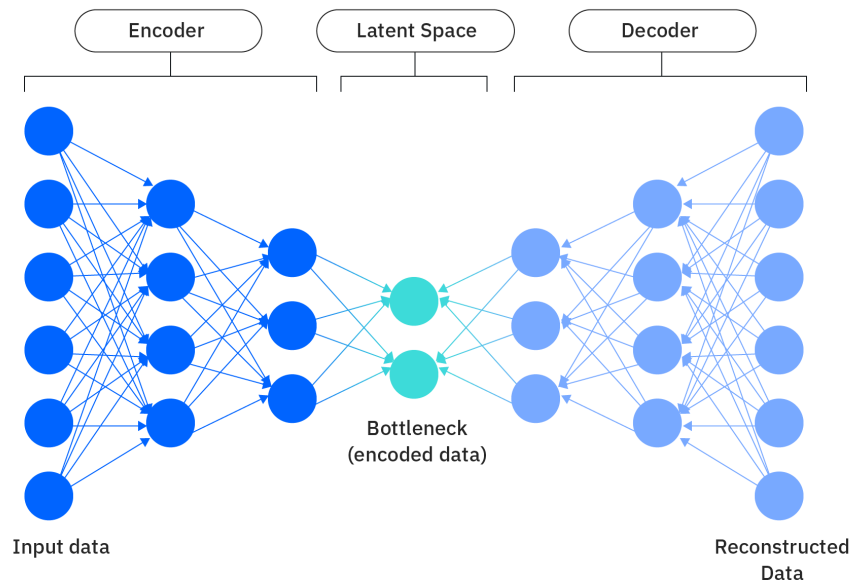 Encoder
Latent Space
Decoder
Bottleneck
(encoded data)
Input data
Reconstructed
Data